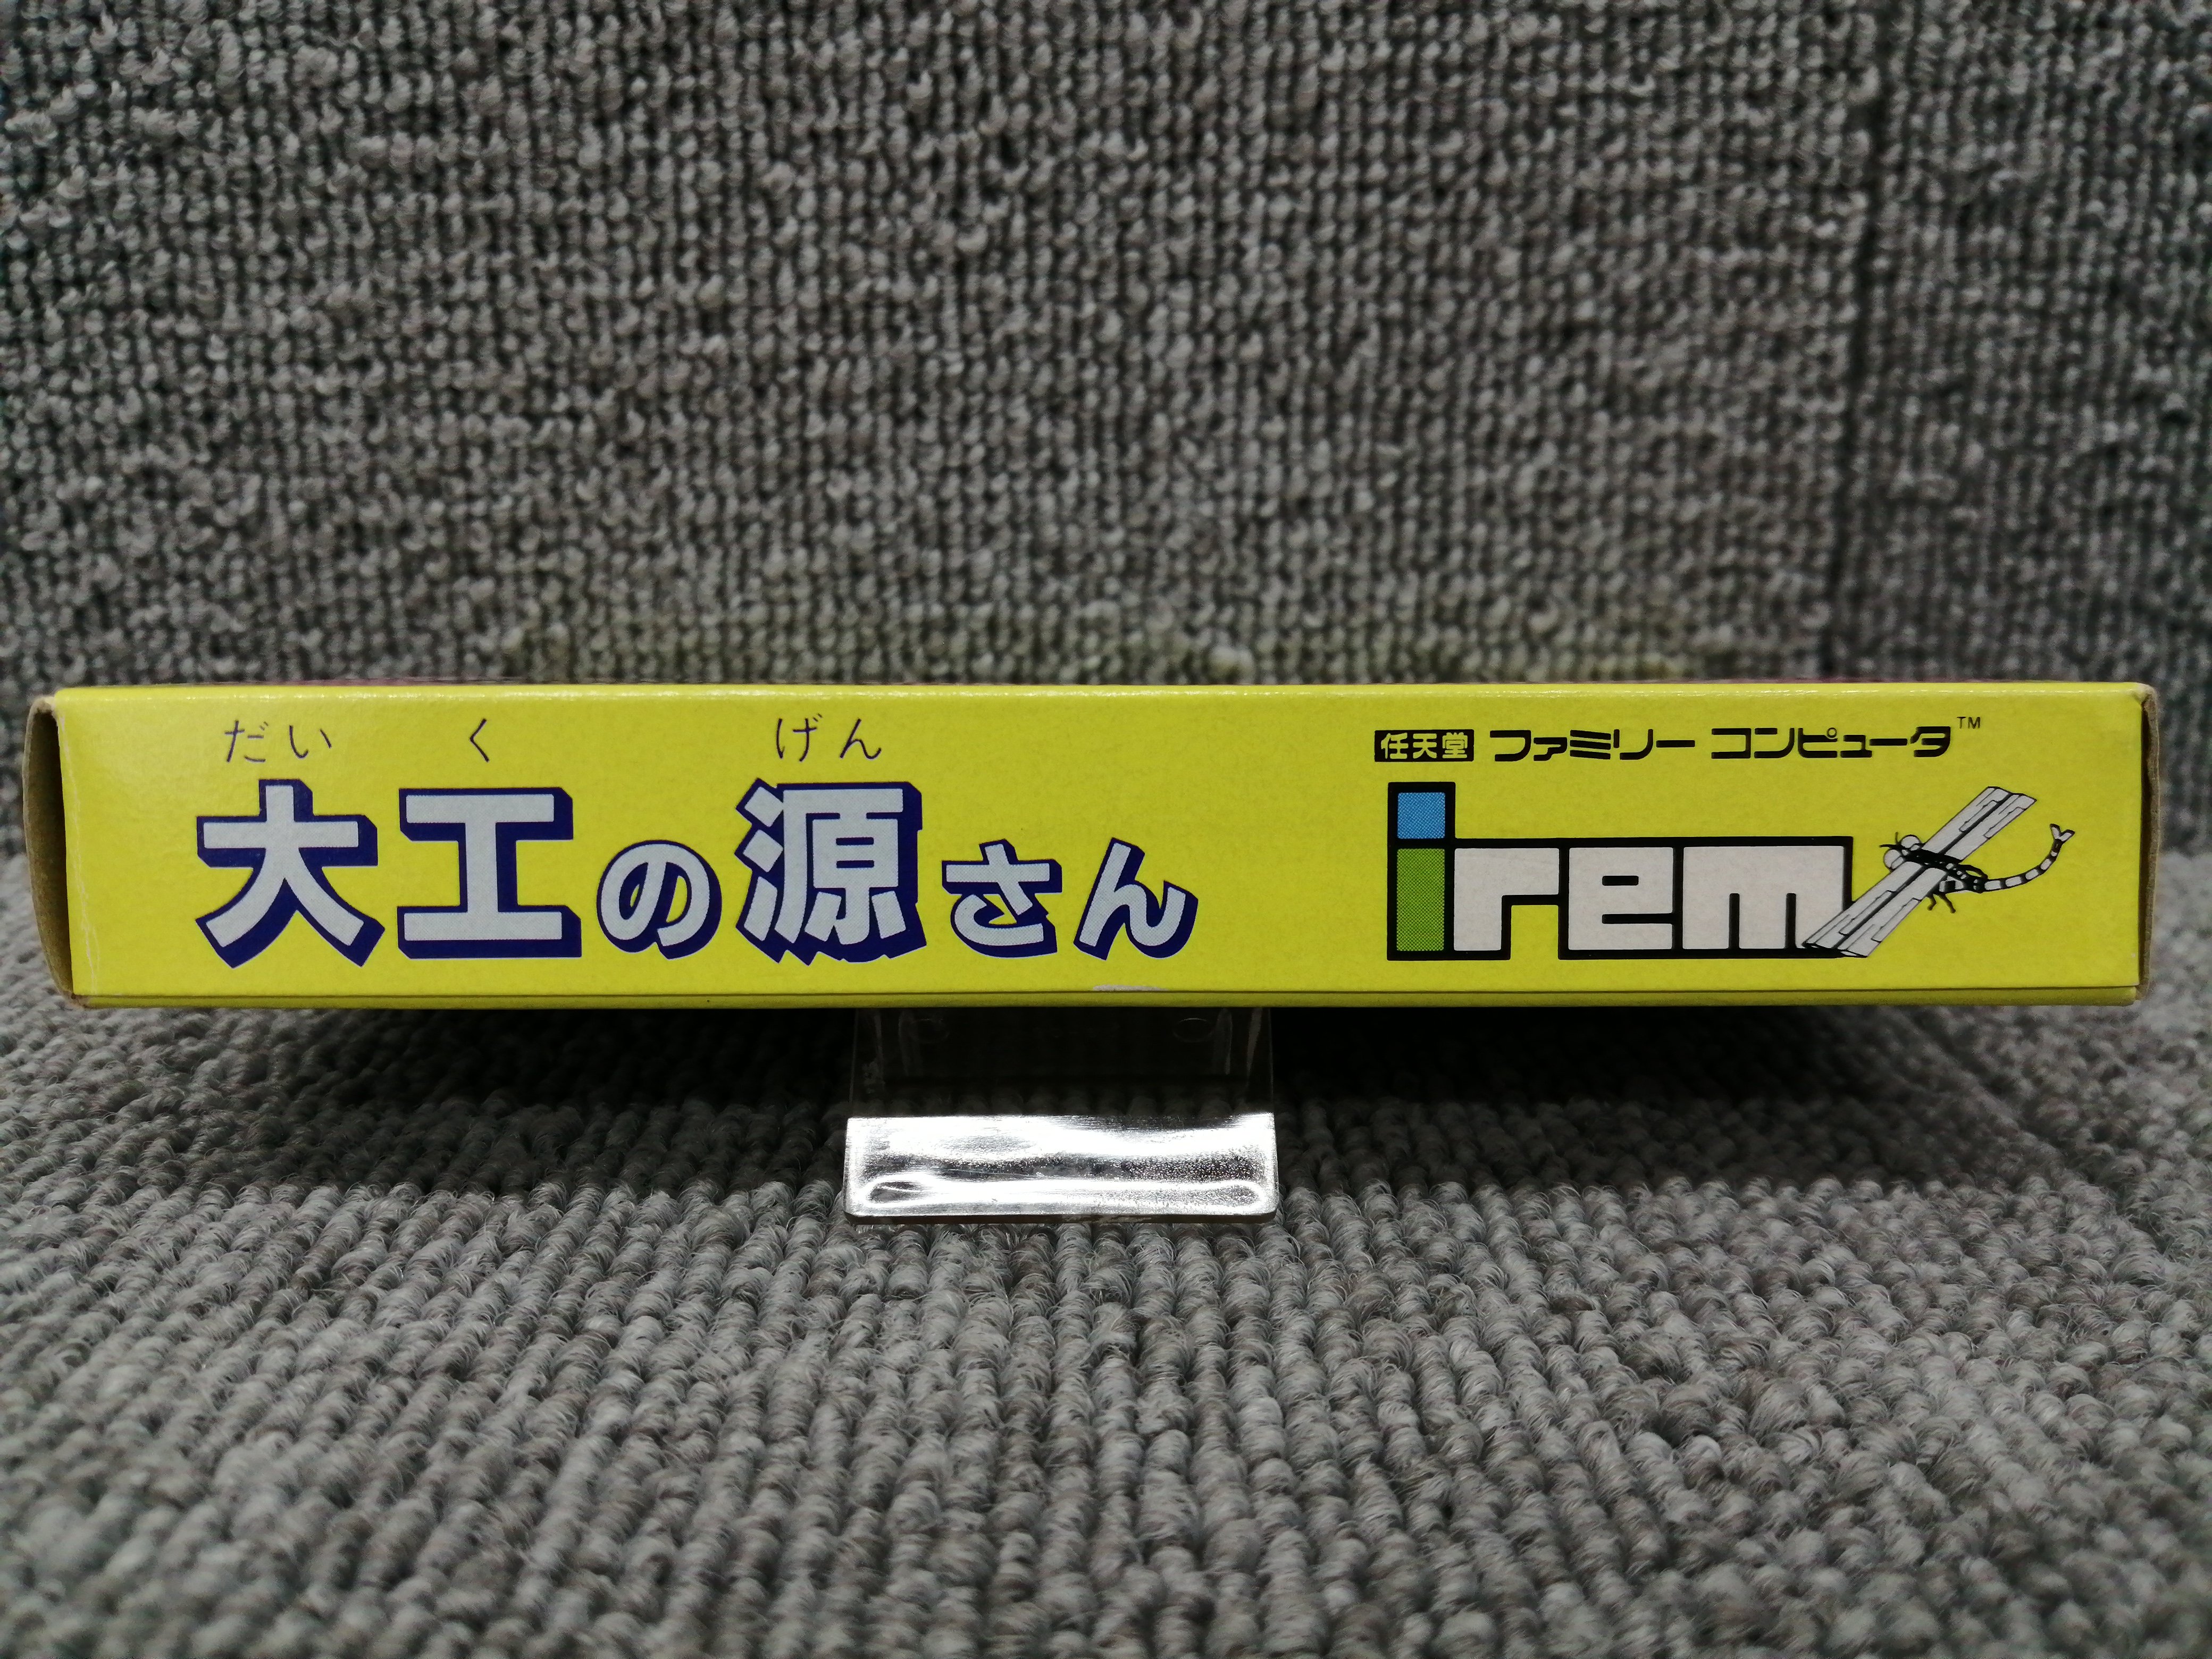 だいく げん
大工の源さん
任天堂 ファミリー コンピュータ™
irem